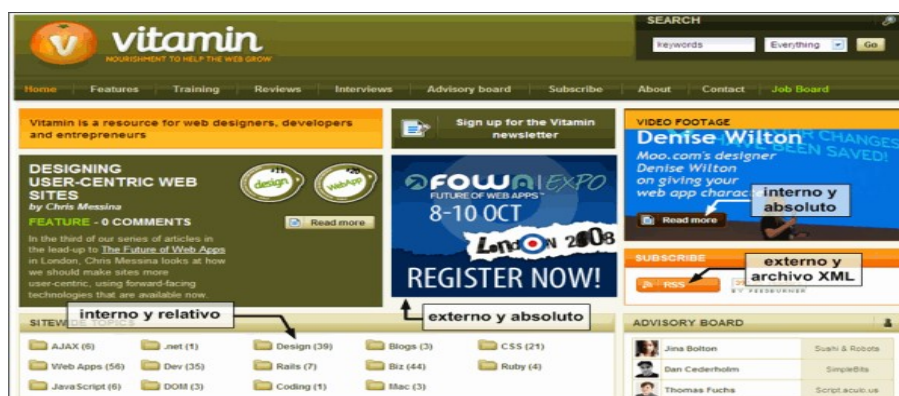 vitamin
NOURISHMENT TO HELP THE WEB GROW
SEARCH
keywords
Everything
Go
Home
Features
Training
Reviews
Interviews
Advisory board
Subscribe
About
Contact
Job Board
Vitamin is a resource for web designers, developers
and entrepreneurs
Sign up for the Vitamin
newsletter
VIDEO FOOTAGE
Denise Wilton
Moo.com's designer
Denise Wilton
on giving your
web app character
CHANGES
HAVE BEEN SAVED!
Read more
interno y
absoluto
DESIGNING
USER-CENTRIC WEB
SITES
by Chris Messina
FEATURE - 0 COMMENTS
design
webApp
Read more
In the third of our series of articles in
the lead-up to The Future of Web Apps
in London, Chris Messina looks at how
we should make sites more
user-centric, using forward-facing
technologies that are available now.
FOWA EXPO
FUTURE OF WEB APPS
8-10 OCT
LonDON 2008
REGISTER NOW!
SUBSCRIBE
RSS
BY FEEDBURNER
externo y
archivo XML
interno y relativo
externo y absoluto
SITEWIDE TOPICS
AJAX (6)
.net (1)
Design (39)
Blogs (3)
CSS (21)
Web Apps (56)
Dev (35)
Rails (7)
Biz (44)
Ruby (4)
JavaScript (6)
DOM (3)
Coding (1)
Mac (3)
ADVISORY BOARD
Jina Bolton
Sushi & Robots
Dan Cederholm
SimpleBits
Thomas Fuchs
Script.aculo.us